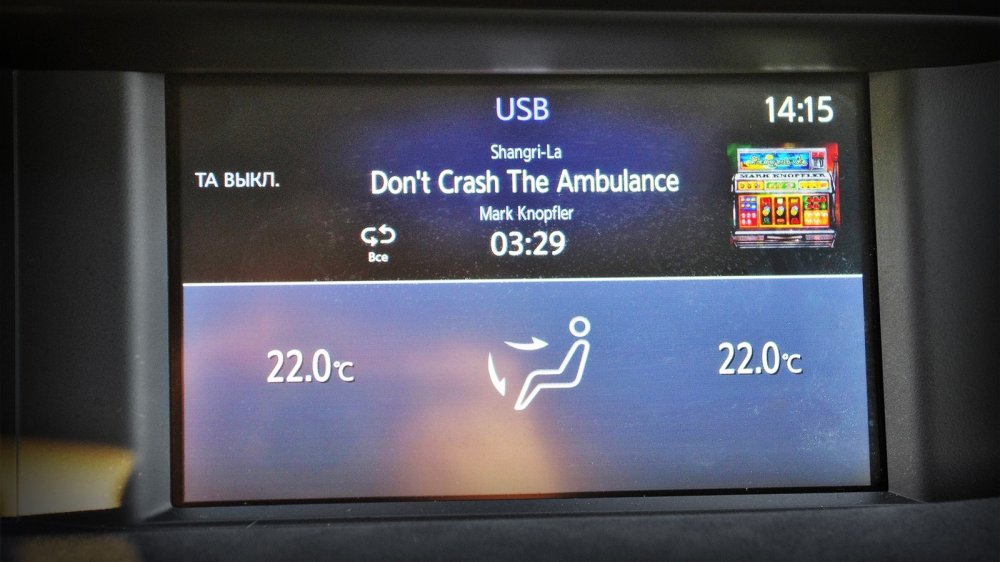 USB
14:15
Shangri-La
ТА ВЫКЛ.
Don't Crash The Ambulance
Mark Knopfler
03:29
Все
MARK KNOPFLER
22.0°C
22.0°C